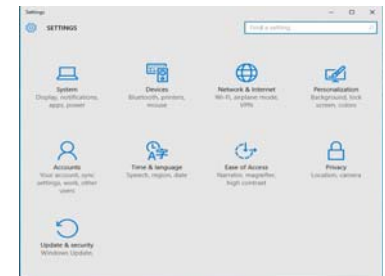 Settings
SETTINGS
Find a setting
System
Display, notifications,
apps, power
Devices
Bluetooth, printers,
mouse
Network & Internet
Wi-Fi, airplane mode,
VPN
Personalization
Background, lock
screen, colors
Accounts
Your account, sync
settings, work, other
users
Time & language
Speech, region, date
Ease of Access
Narrator, magnifier,
high contrast
Privacy
Location, camera
Update & security
Windows Update,